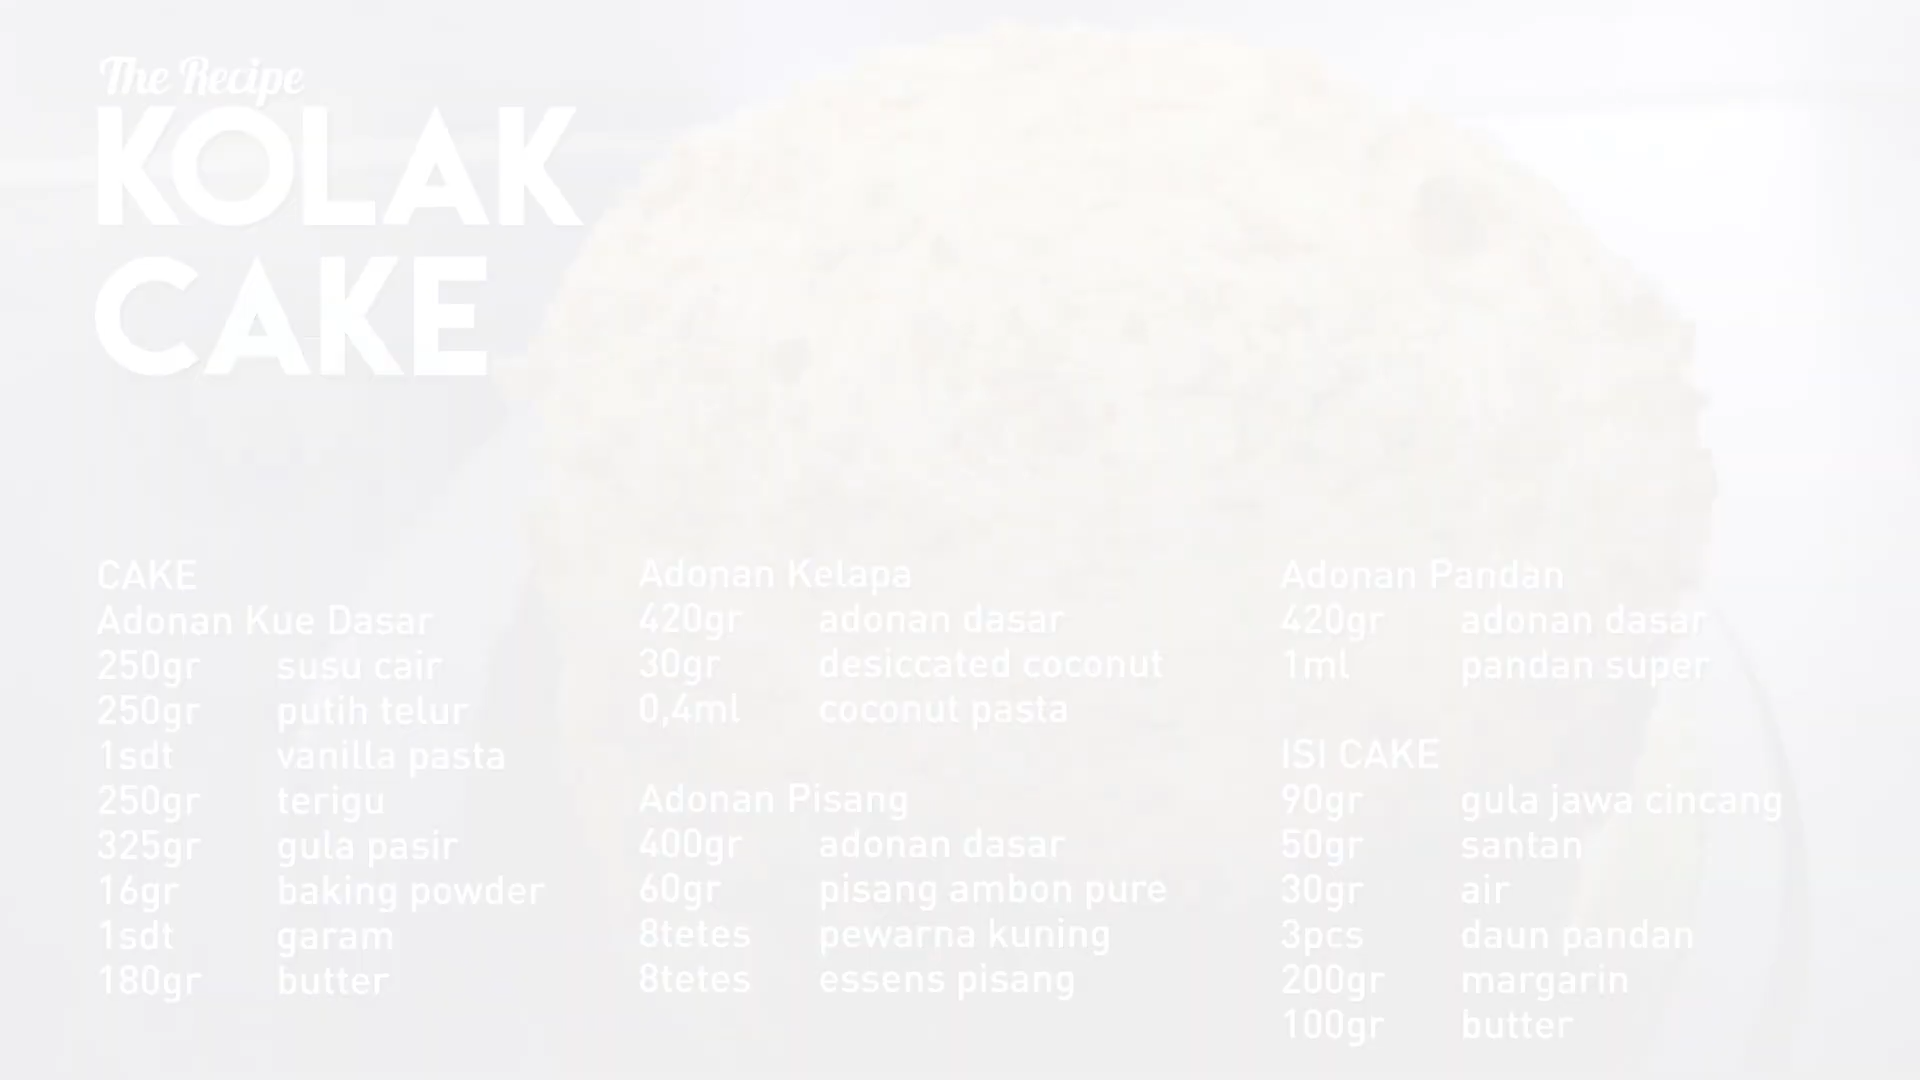 The Recipe
KOLAK
CAKE
CAKE
Adonan Kue Dasar
250gr susu cair
250gr putih telur
1sdt vanilla pasta
250gr terigu
325gr gula pasir
16gr baking powder
1sdt garam
180gr butter
Adonan Kelapa
420gr adonan dasar
30gr desiccated coconut
0,4ml coconut pasta
Adonan Pisang
400gr adonan dasar
60gr pisang ambon pure
8tetes pewarna kuning
8tetes essens pisang
Adonan Pandan
420gr adonan dasar
1ml pandan super
ISI CAKE
90gr gula jawa cincang
50gr santan
30gr air
3pcs daun pandan
200gr margarin
100gr butter